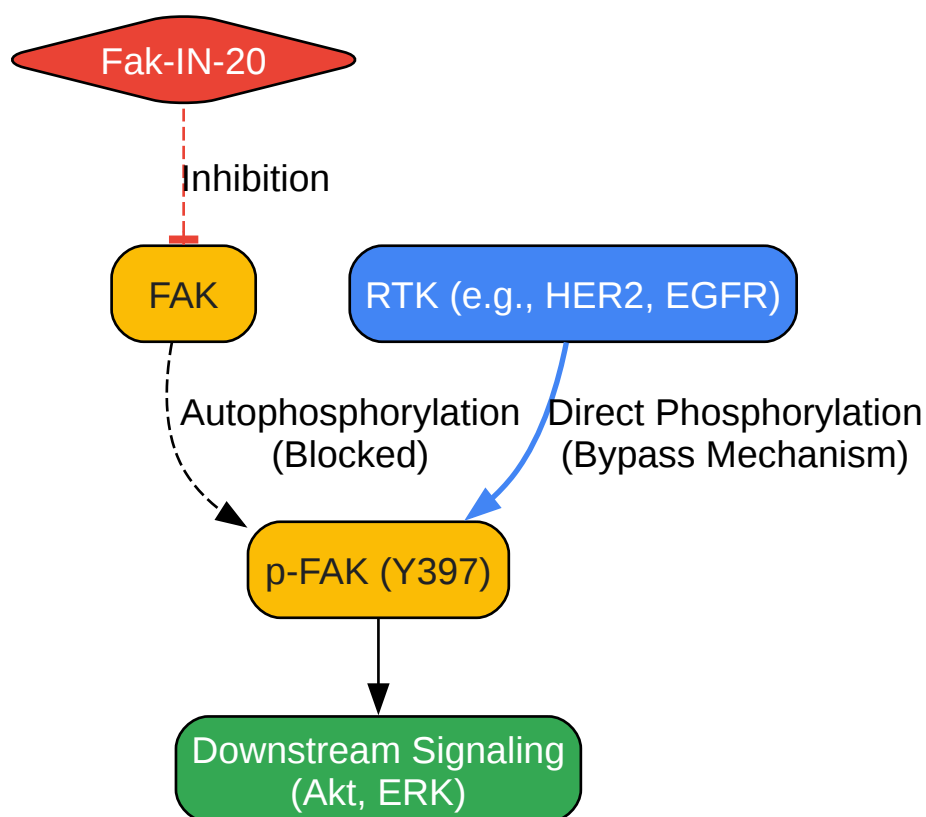 Fak-IN-20
Inhibition
FAK
RTK (e.g., HER2, EGFR)
Autophosphorylation
(Blocked)
Direct Phosphorylation
(Bypass Mechanism)
p-FAK (Y397)
Downstream Signaling
(Akt, ERK)